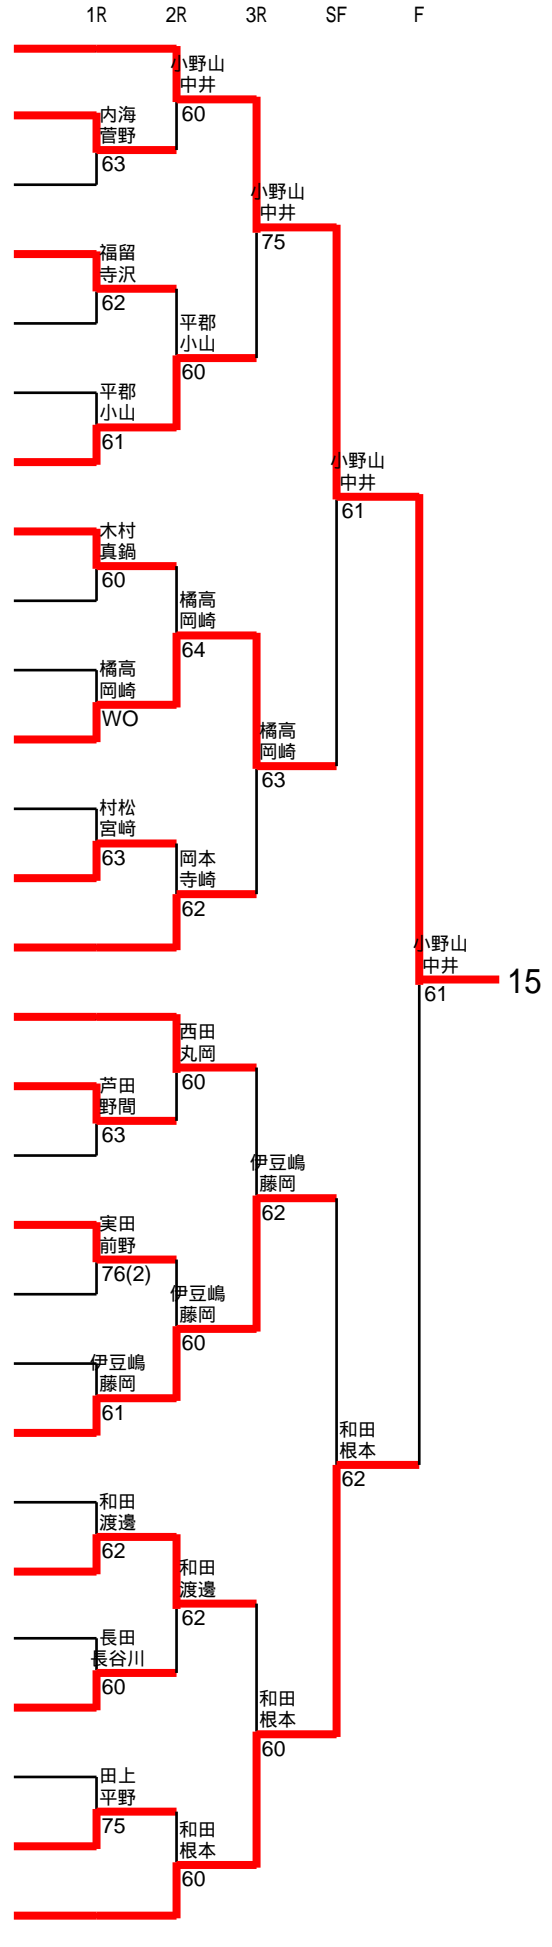 1R 2R 3R SF F
小野山
中井
60
内海
菅野
63
小野山
中井
75
福留
寺沢
62
平郡
小山
60
平郡
小山
61
小野山
中井
61
木村
真鍋
60
橘高
岡崎
64
橘高
岡崎
WO
橘高
岡崎
63
村松
宮﨑
63
岡本
寺崎
62
小野山
中井
61
15
西田
丸岡
60
芦田
野間
63
伊豆嶋
藤岡
62
実田
前野
76(2)
伊豆嶋
藤岡
60
伊豆嶋
藤岡
61
和田
根本
62
和田
渡邊
62
和田
渡邊
62
長田
長谷川
60
和田
根本
60
田上
平野
75
和田
根本
60